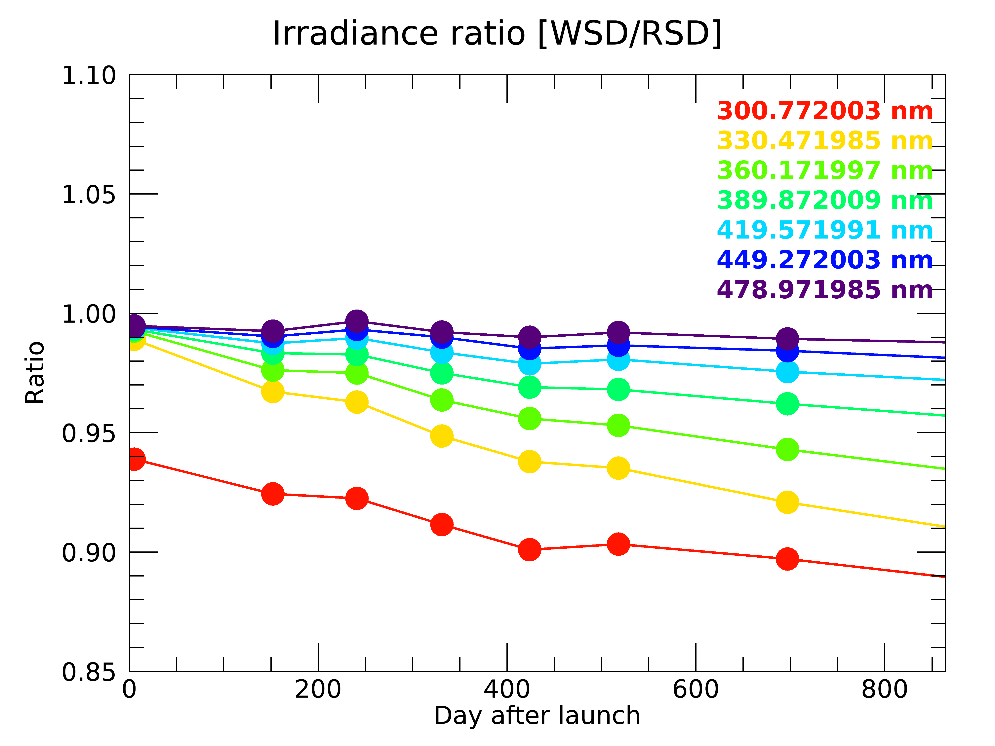 Irradiance ratio [WSD/RSD]
1.10
300.772003 nm
330.471985 nm
360.171997 nm
1.05
389.872009 nm
419.571991 nm
449.272003 nm
478.971985 nm
1.00
Ratio
0.95
0.90
0.85
0 200 400 600 800
Day after launch